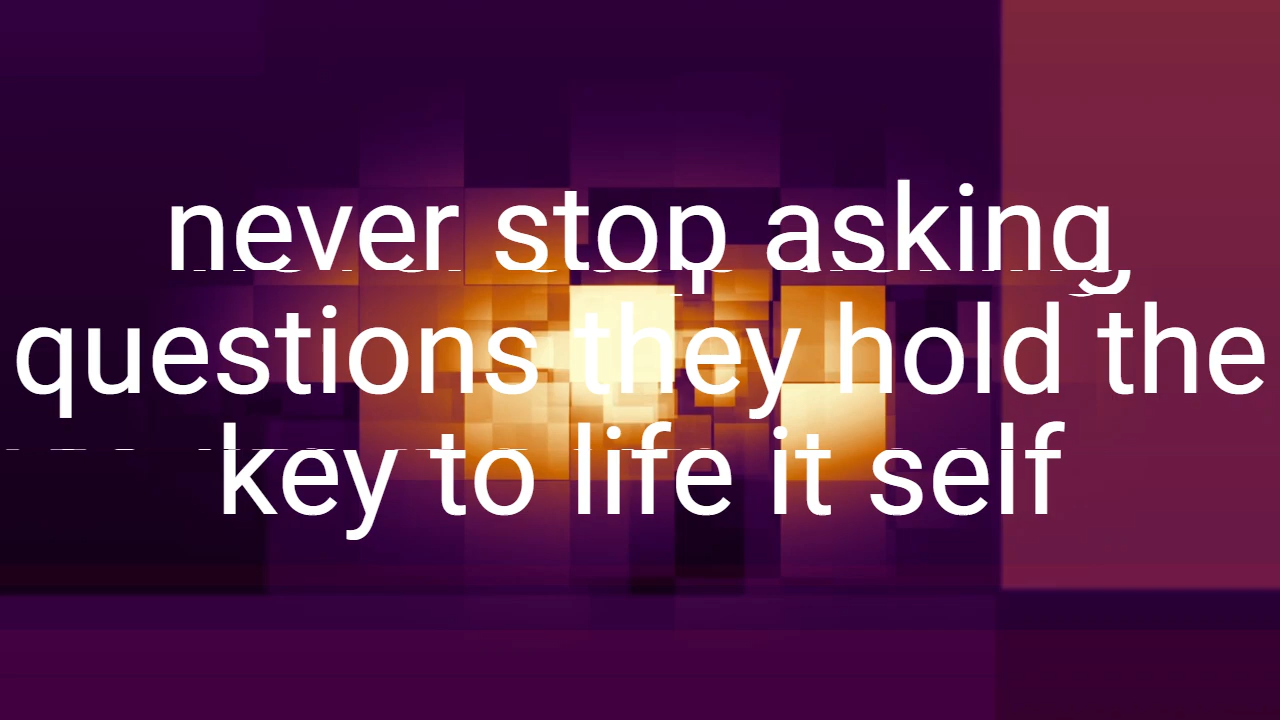 never stop asking
questions they hold the
key to life it self